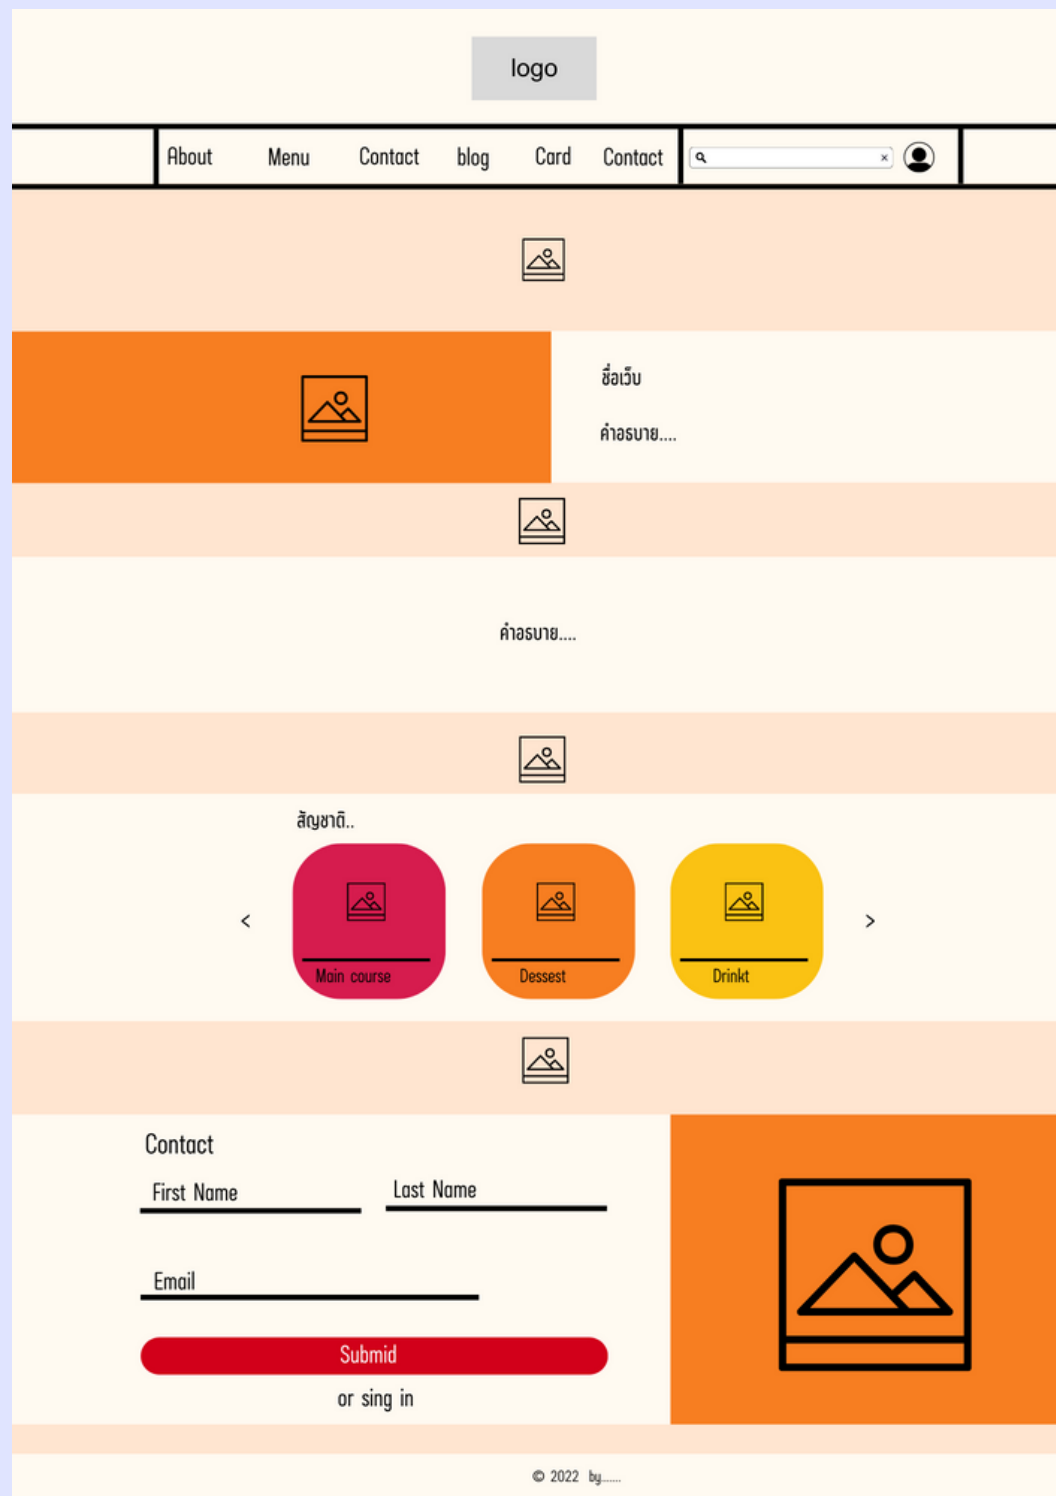 logo
About Menu Contact blog Card Contact
ชื่อเว็บ
คำอธบาย....
คำอธบาย....
สัญชาติ..
< >
Main course Dessest Drinkt
Contact
First Name Last Name
Email
Submid
or sing in
© 2022 by......